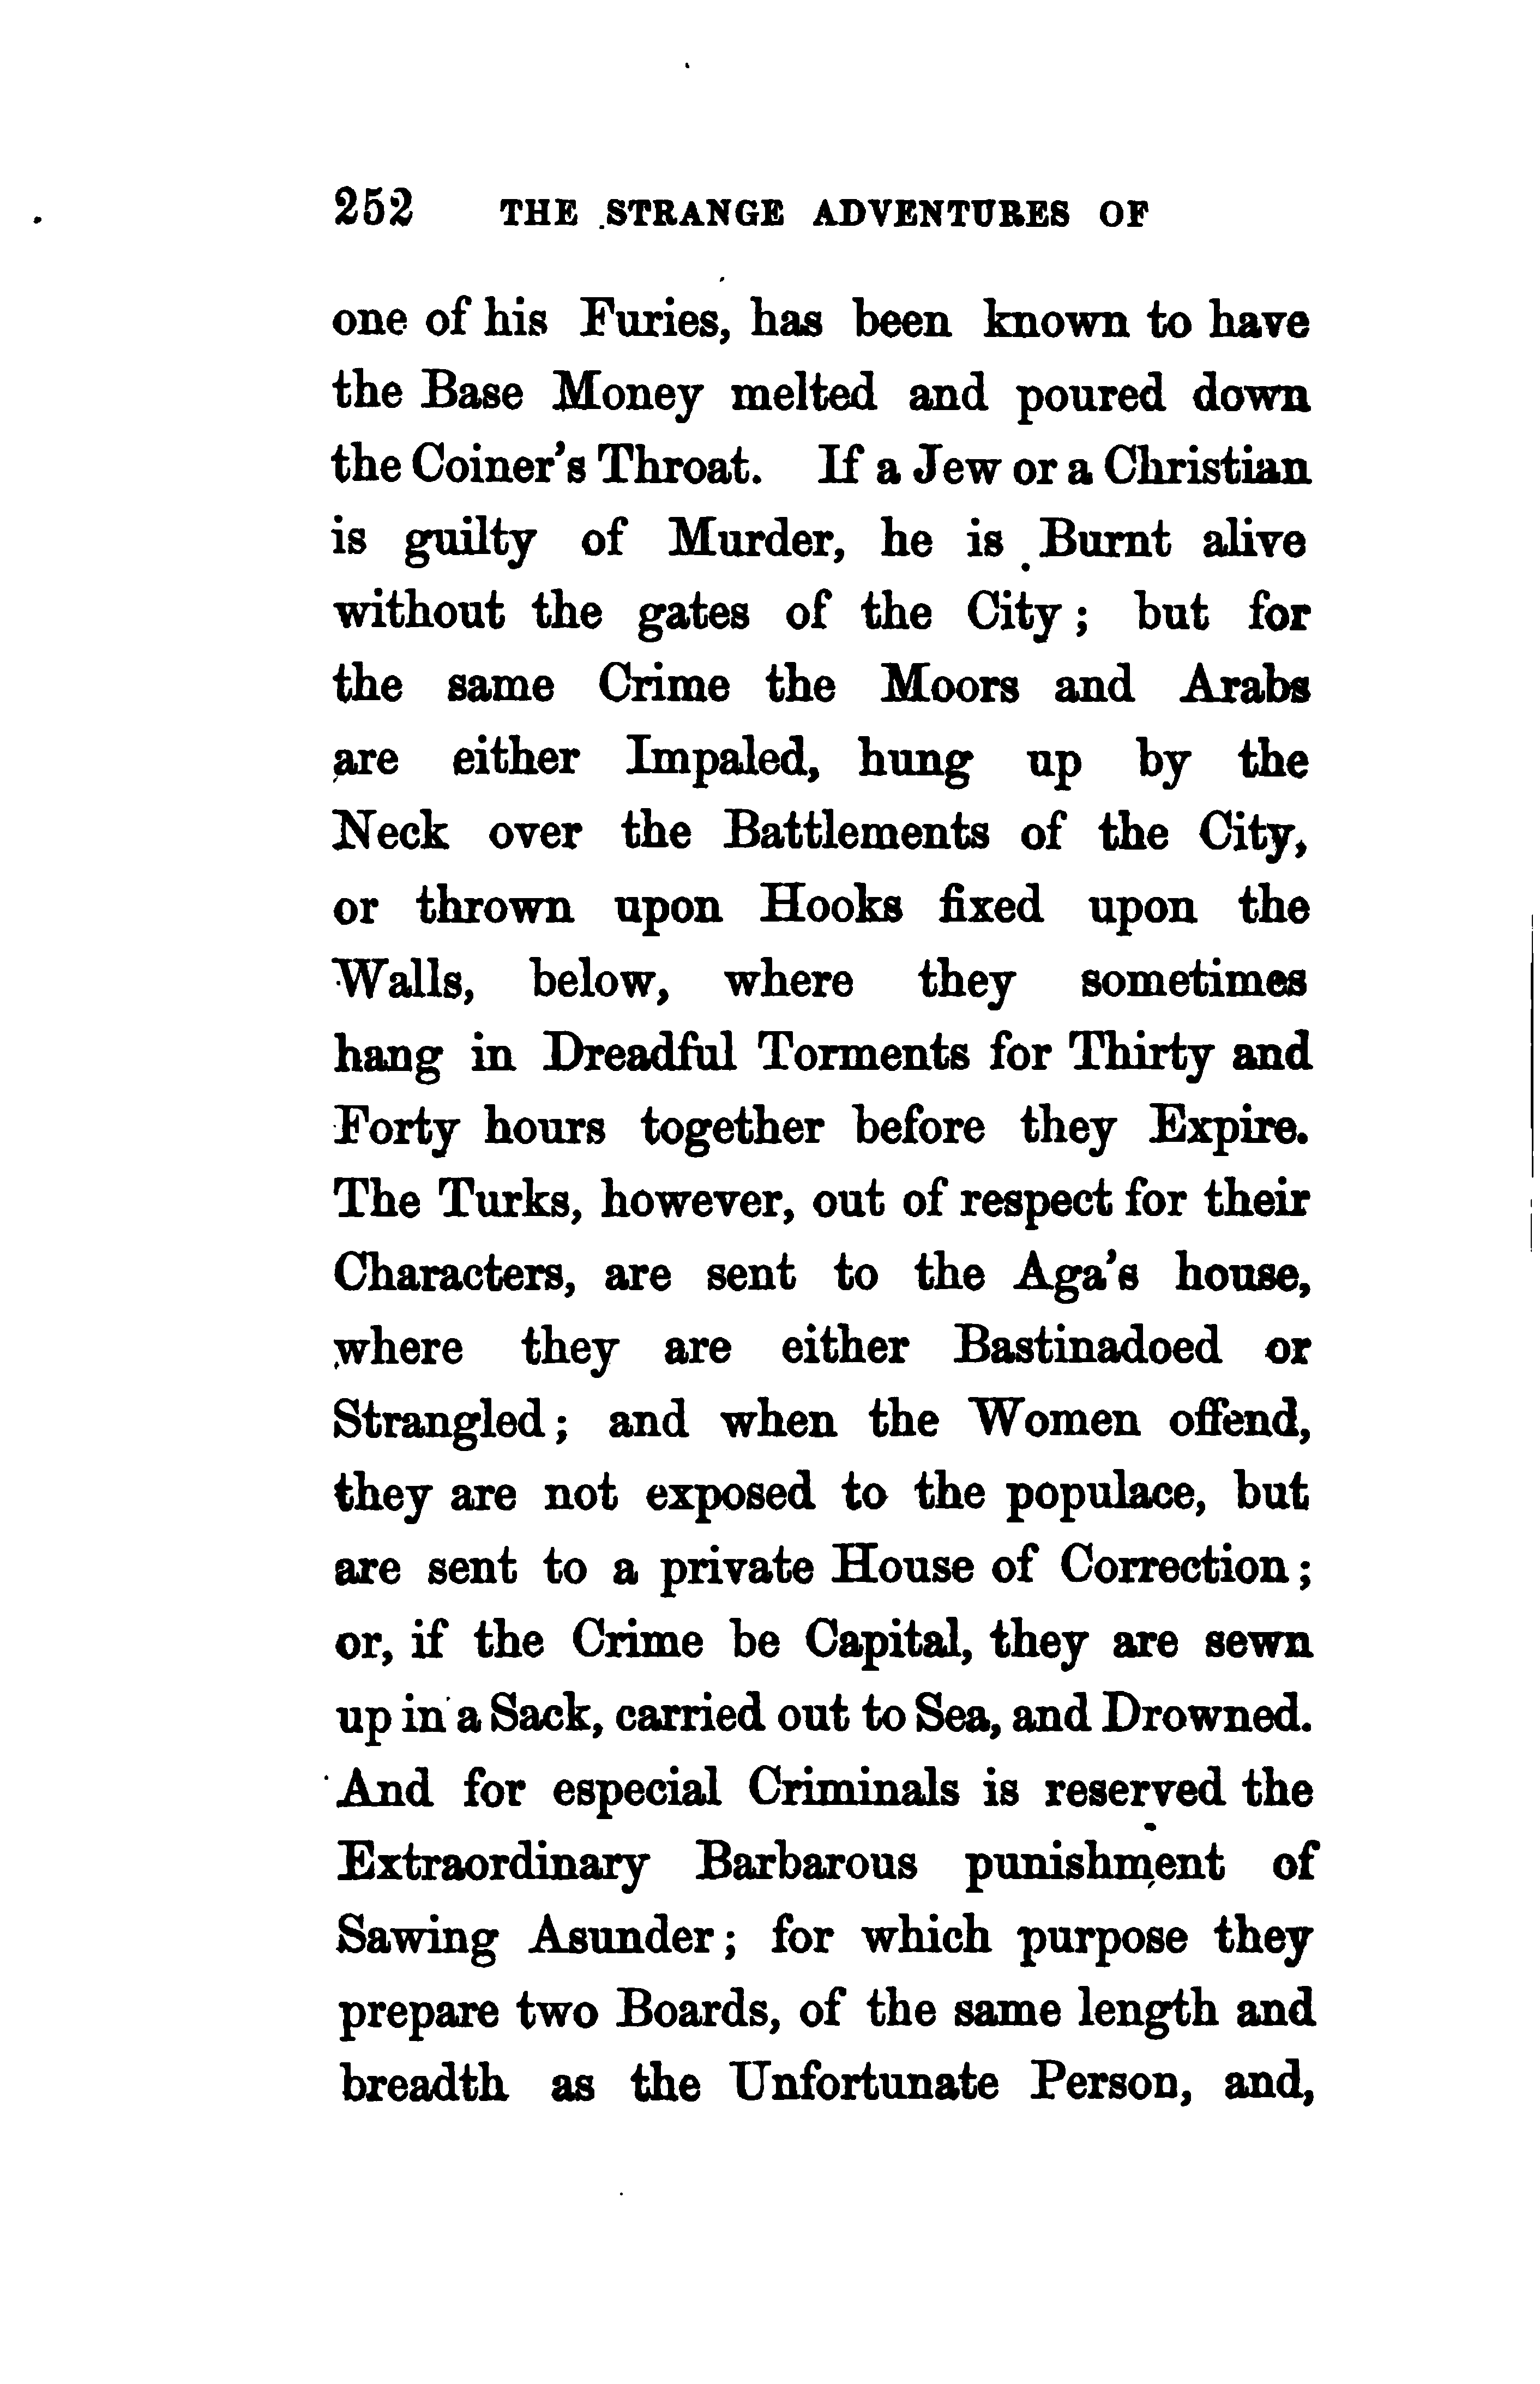 252 THE STRANGE ADVENTURES OF
one of his Furies, has been known to have
the Base Money melted and poured down
the Coiner's Throat. If a Jew or a Christian
is guilty of Murder, he is Burnt alive
without the gates of the City; but for
the same Crime the Moors and Arabs
are either Impaled, hung up by the
Neck over the Battlements of the City,
or thrown upon Hooks fixed upon the
Walls, below, where they sometimes
hang in Dreadful Torments for Thirty and
Forty hours together before they Expire.
The Turks, however, out of respect for their
Characters, are sent to the Aga's house,
where they are either Bastinadoed or
Strangled; and when the Women offend,
they are not exposed to the populace, but
are sent to a private House of Correction;
or, if the Crime be Capital, they are sewn
up in a Sack, carried out to Sea, and Drowned.
And for especial Criminals is reserved the
Extraordinary Barbarous punishment of
Sawing Asunder; for which purpose they
prepare two Boards, of the same length and
breadth as the Unfortunate Person, and,